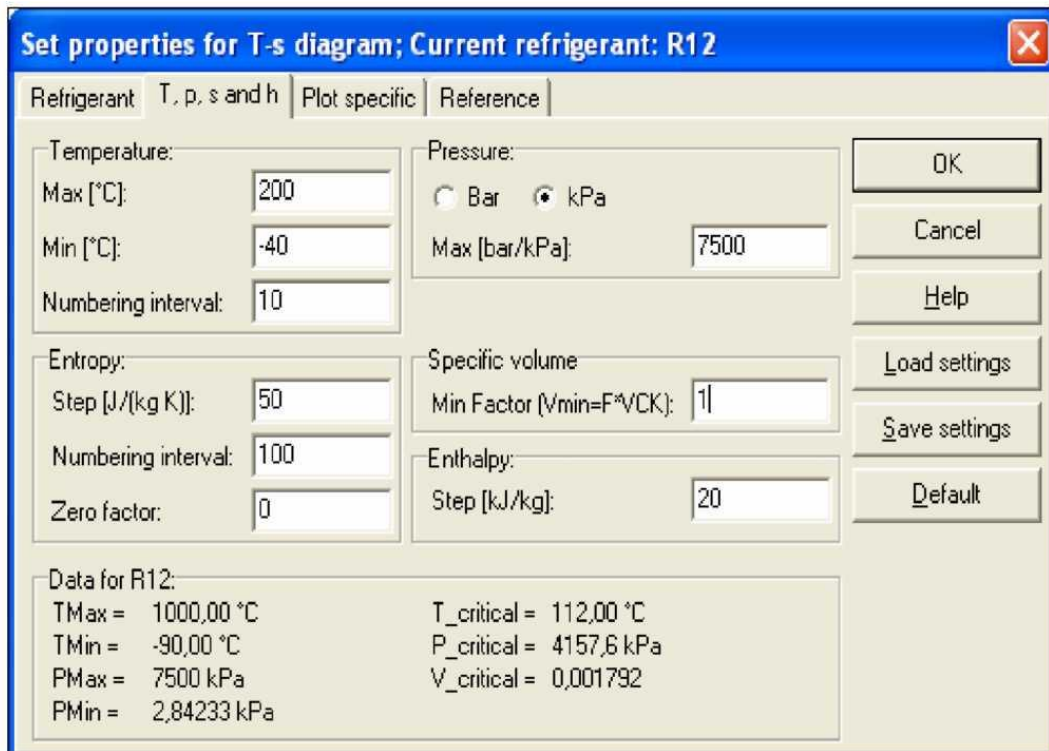 Set properties for T-s diagram; Current refrigerant: R12
Refrigerant T, p, s and h Plot specific Reference
Temperature:
Max [°C]: 200
Min [°C]: -40
Numbering interval: 10
Pressure:
Bar kPa
Max [bar/kPa]: 7500
Entropy:
Step [J/(kg K)]: 50
Numbering interval: 100
Zero factor: 0
Specific volume
Min Factor (Vmin=F*VCK): 1
Enthalpy:
Step [kJ/kg]: 20
OK
Cancel
Help
Load settings
Save settings
Default
Data for R12:
TMax = 1000,00 °C
TMin = -90,00 °C
PMax = 7500 kPa
PMin = 2,84233 kPa
T_critical = 112,00 °C
P_critical = 4157,6 kPa
V_critical = 0,001792